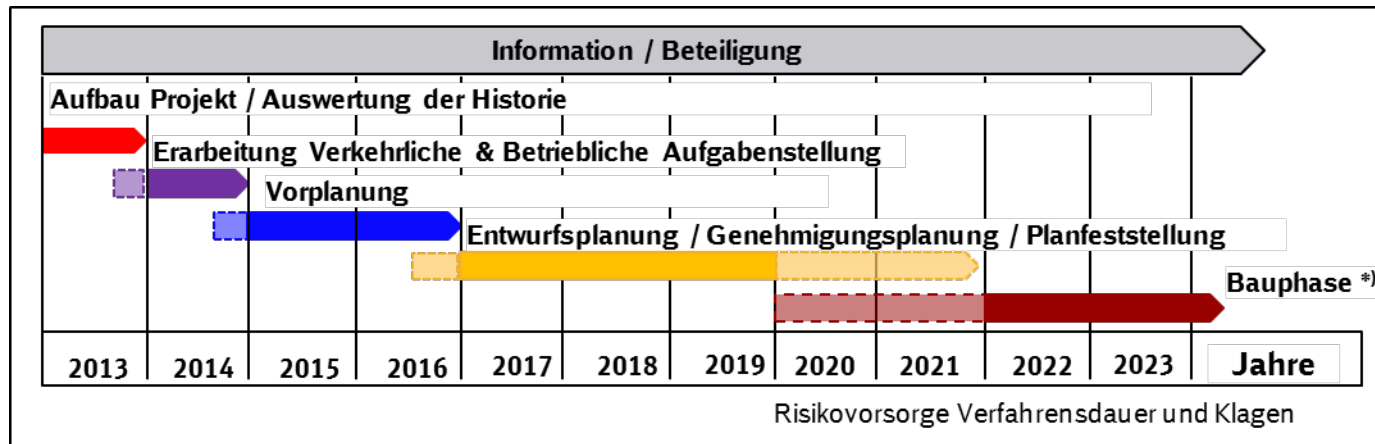 Information / Beteiligung
Aufbau Projekt / Auswertung der Historie
Erarbeitung Verkehrliche & Betriebliche Aufgabenstellung
Vorplanung
Entwurfsplanung / Genehmigungsplanung / Planfeststellung
Bauphase *)
2013 2014 2015 2016 2017 2018 2019 2020 2021 2022 2023 Jahre
Risikovorsorge Verfahrensdauer und Klagen